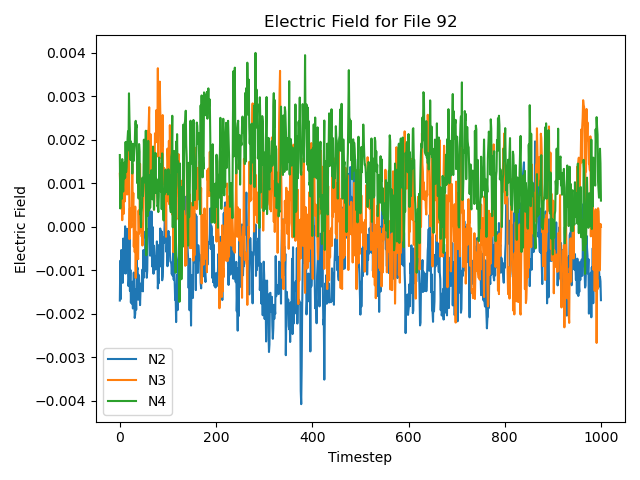 Electric Field for File 92
Electric Field
0.004
0.003
0.002
0.001
0.000
−0.001
−0.002
−0.003
−0.004
N2
N3
N4
0 200 400 600 800 1000
Timestep